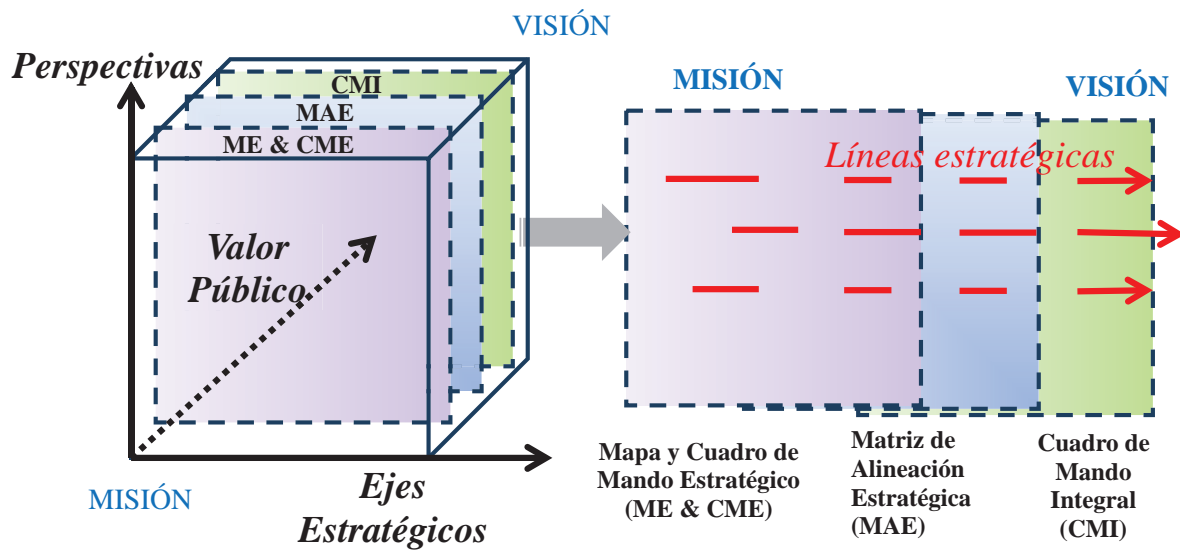 VISIÓN
Perspectivas
CMI
MAE
ME & CME
Valor
Público
MISIÓN
Ejes
Estratégicos
MISIÓN
VISIÓN
Líneas estratégicas
Mapa y Cuadro de
Mando Estratégico
(ME & CME)
Matriz de
Alineación
Estratégica
(MAE)
Cuadro de
Mando
Integral
(CMI)